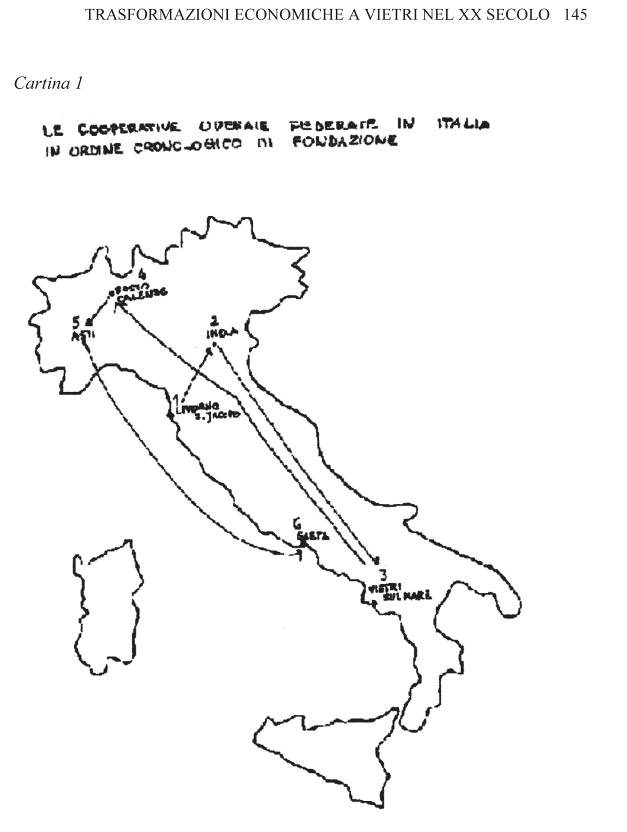 TRASFORMAZIONI ECONOMICHE A VIETRI NEL XX SECOLO 145
Cartina 1
LE COOPERATIVE OPERAIE FEDERATE IN ITALIA
IN ORDINE CRONOLOGICO DI FONDAZIONE
4
5
ASTI
2
IMOLA
1
LIVORNO
S. JACOPO
6
GAETA
3
VIETRI
SUL MARE